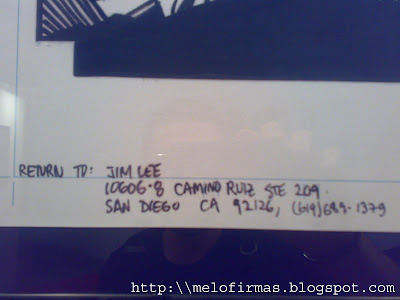 RETURN TO: JIM LEE
10606·8 CAMINO RUIZ STE 209.
SAN DIEGO CA 92126, (619) 689·1379
http:\\melofirmas.blogspot.com